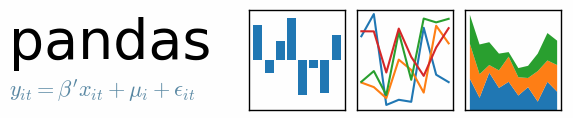 pandas
y_{it} = β′x_{it} + μ_i + ϵ_{it}